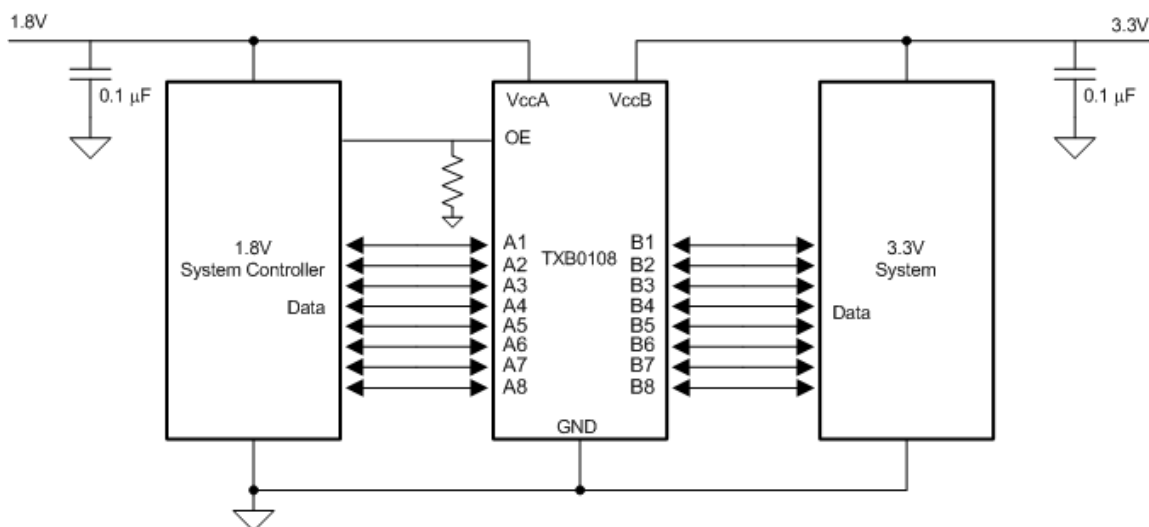 1.8V
3.3V
0.1 μF
VccA
VccB
0.1 μF
OE
1.8V
System Controller
Data
A1
A2
A3
A4
A5
A6
A7
A8
TXB0108
B1
B2
B3
B4
B5
B6
B7
B8
GND
3.3V
System
Data